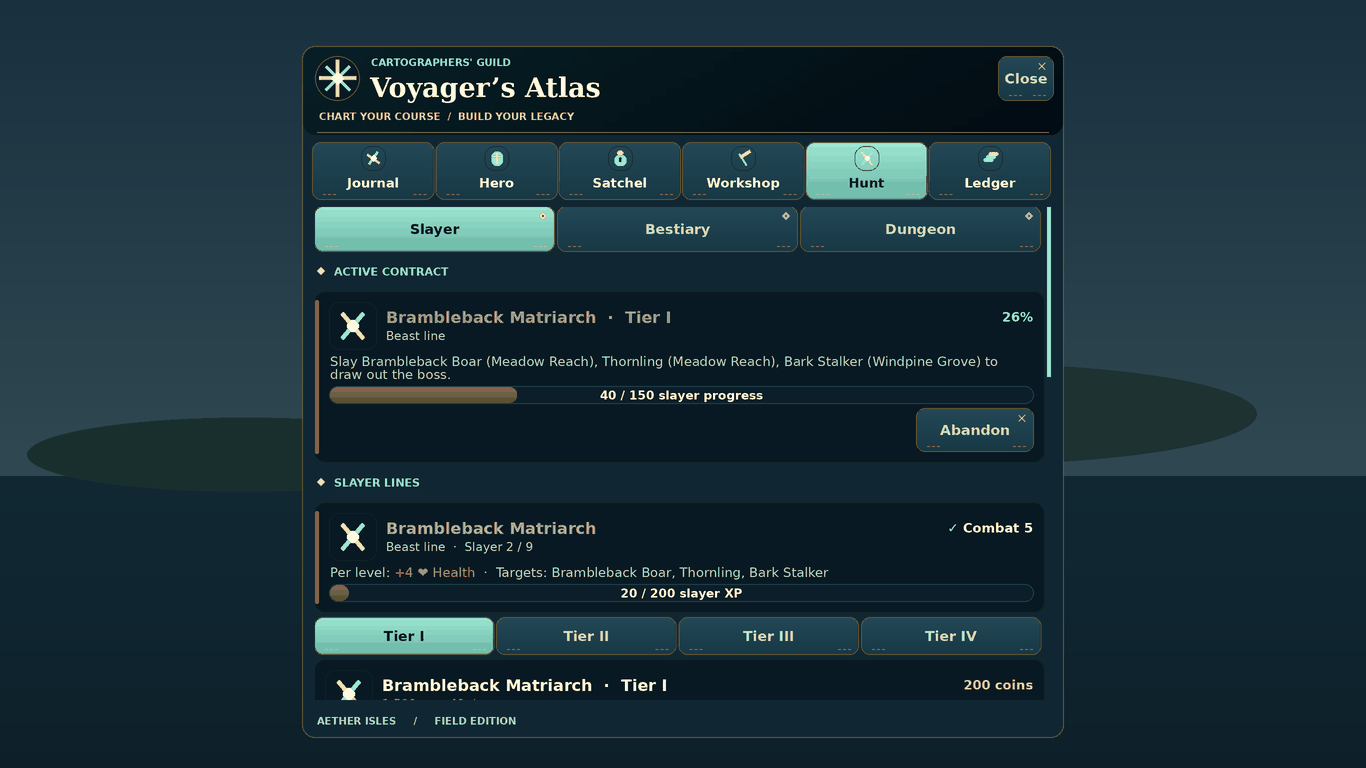 CARTOGRAPHERS' GUILD
Voyager’s Atlas
CHART YOUR COURSE / BUILD YOUR LEGACY
Close
Journal
Hero
Satchel
Workshop
Hunt
Ledger
Slayer
Bestiary
Dungeon
ACTIVE CONTRACT
Brambleback Matriarch · Tier I
26%
Beast line
Slay Brambleback Boar (Meadow Reach), Thornling (Meadow Reach), Bark Stalker (Windpine Grove) to
draw out the boss.
40 / 150 slayer progress
Abandon
SLAYER LINES
Brambleback Matriarch
✓ Combat 5
Beast line · Slayer 2 / 9
Per level: +4 ❤ Health · Targets: Brambleback Boar, Thornling, Bark Stalker
20 / 200 slayer XP
Tier I
Tier II
Tier III
Tier IV
Brambleback Matriarch · Tier I
200 coins
AETHER ISLES / FIELD EDITION